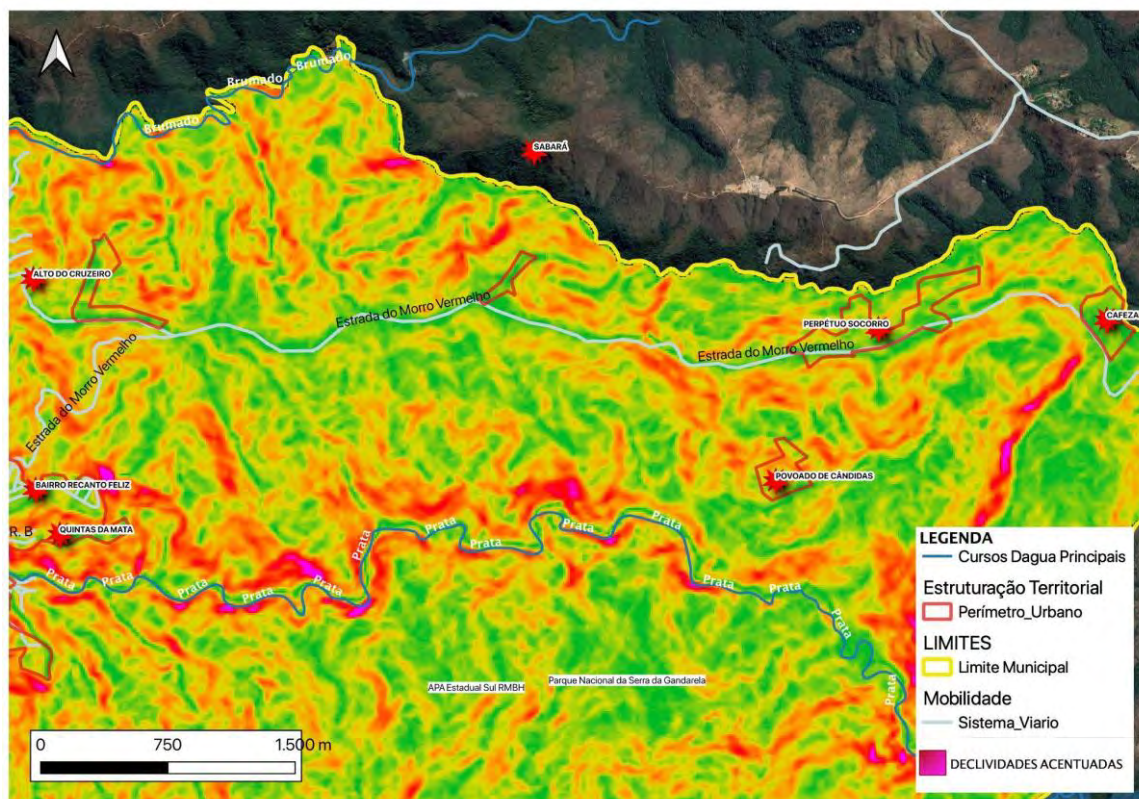 Brumado
Brumado
Brumado
SABARÁ
ALTO DO CRUZEIRO
Estrada do Morro Vermelho
PERPÉTUO SOCORRO
CAFEZA
Estrada do Morro Vermelho
Estrada do Morro Vermelho
BAIRRO RECANTO FELIZ
POVOADO DE CÂNDIDAS
R. B
QUINTAS DA MATA
Prata
Prata
Prata
Prata
Prata
Prata
Prata
Prata
Prata
Prata
Prata
Prata
Prata
Prata
APA Estadual Sul RMBH
Parque Nacional da Serra da Gandarela
0 750 1.500 m
LEGENDA
Cursos Dagua Principais
Estruturação Territorial
Perímetro_Urbano
LIMITES
Limite Municipal
Mobilidade
Sistema_Viario
DECLIVIDADES ACENTUADAS